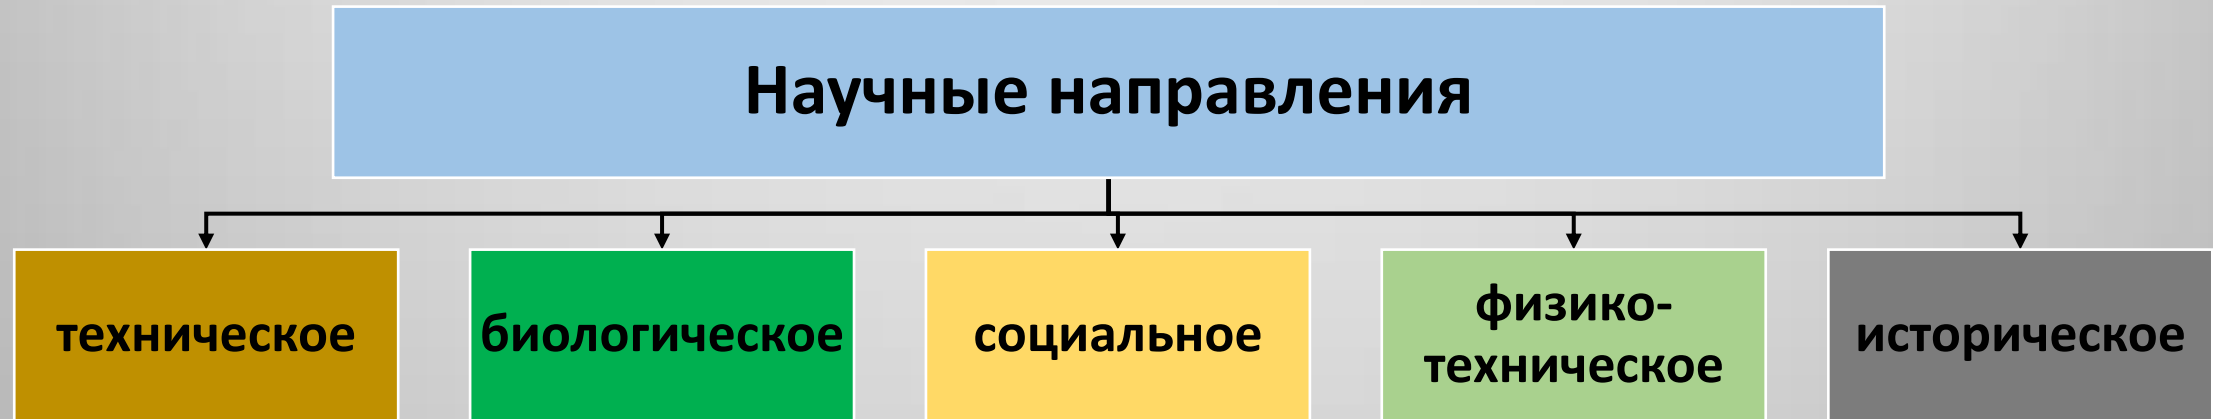 Научные направления
техническое
биологическое
социальное
физико-
техническое
историческое